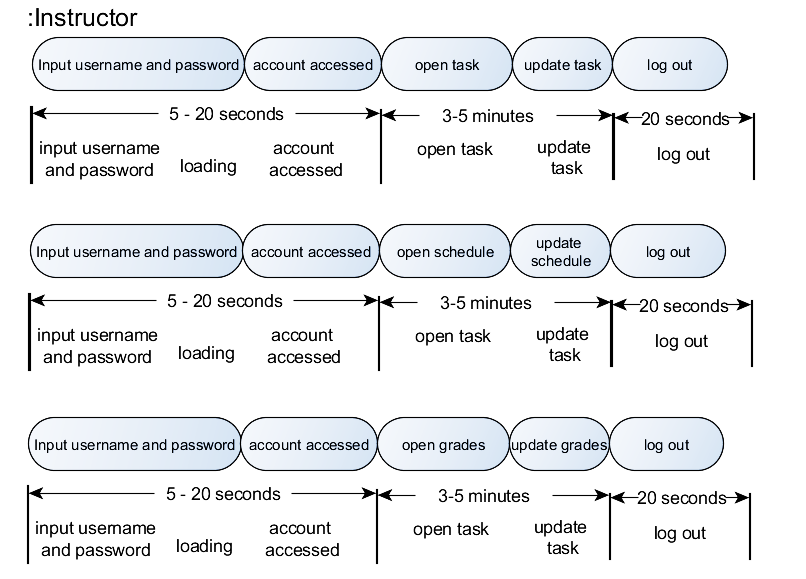 :Instructor
Input username and password account accessed open task update task log out
5 - 20 seconds 3-5 minutes 20 seconds
input username and password loading account accessed open task update task log out
Input username and password account accessed open schedule update schedule log out
5 - 20 seconds 3-5 minutes 20 seconds
input username and password loading account accessed open task update task log out
Input username and password account accessed open grades update grades log out
5 - 20 seconds 3-5 minutes 20 seconds
input username and password loading account accessed open task update task log out